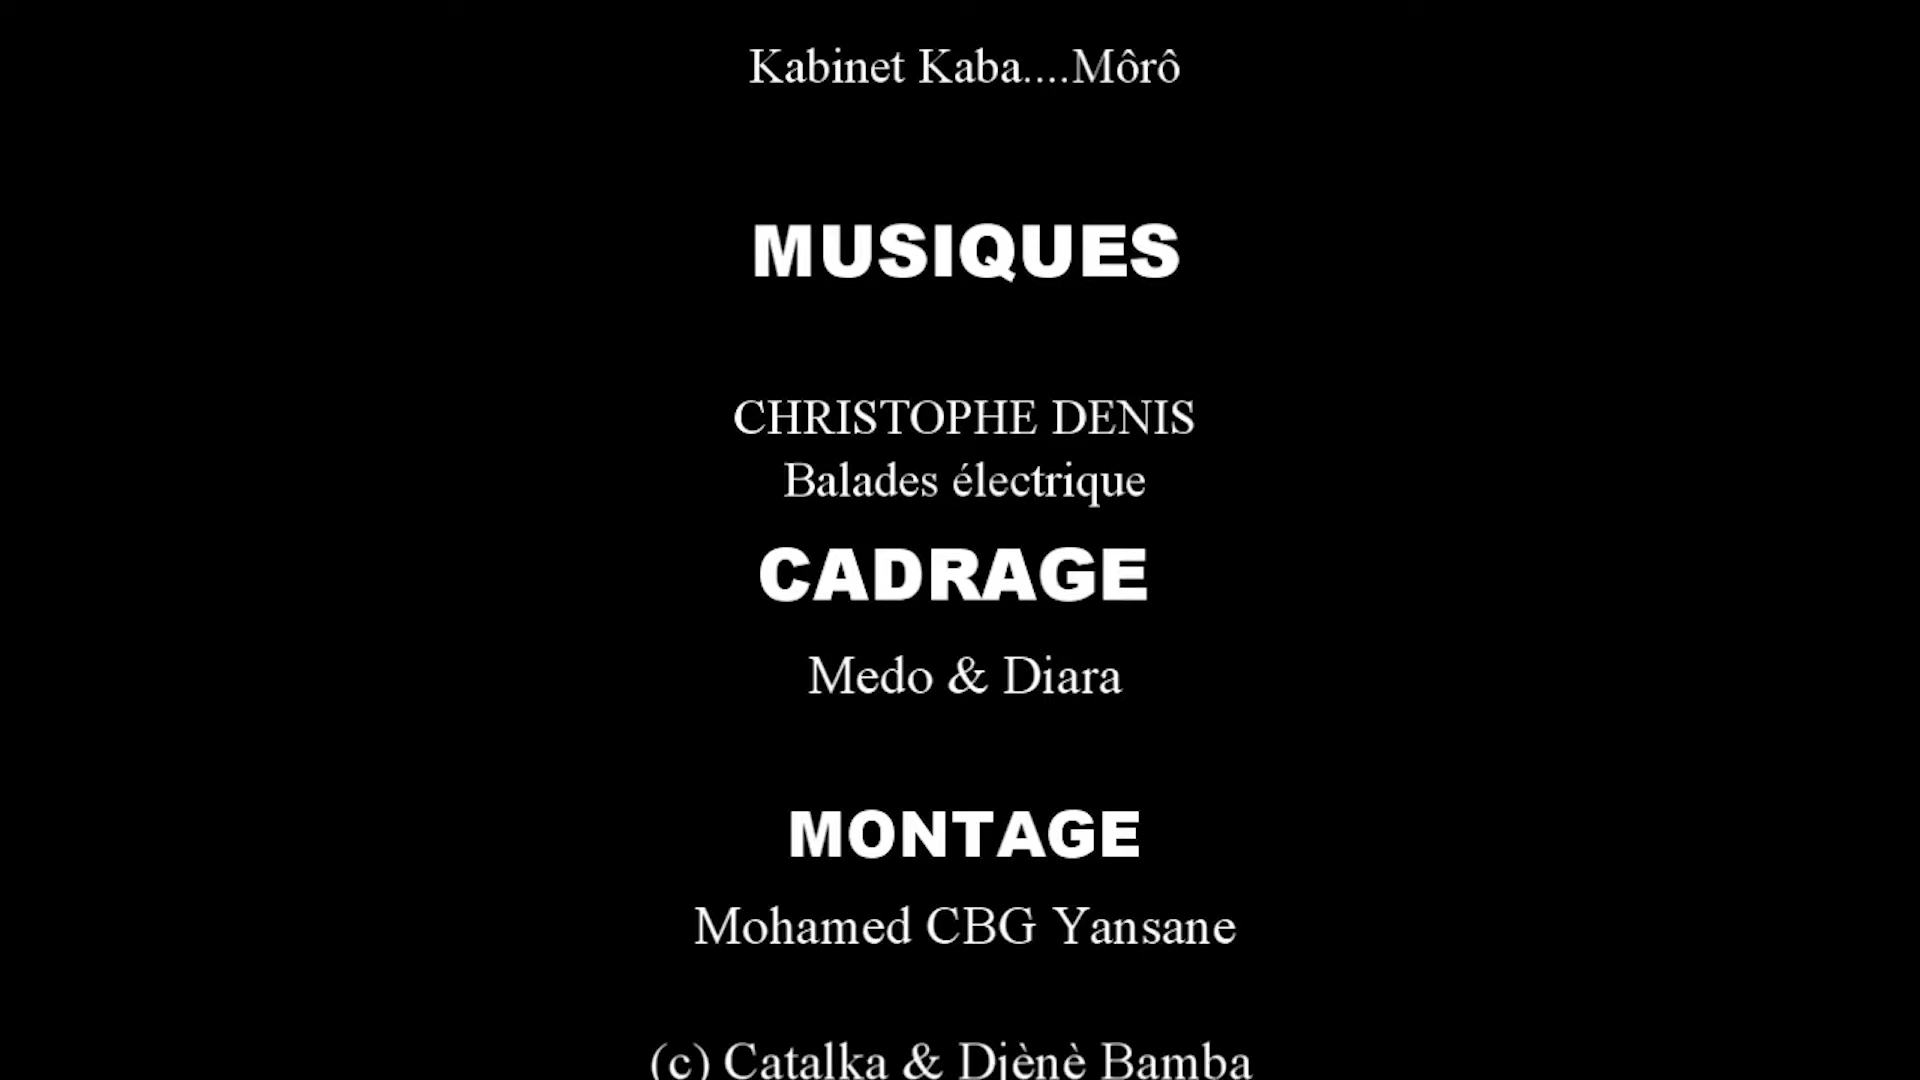 Kabinet Kaba....Môrô
MUSIQUES
CHRISTOPHE DENIS
Balades électrique
CADRAGE
Medo & Diara
MONTAGE
Mohamed CBG Yansane
(c) Catalka & Djènè Bamba